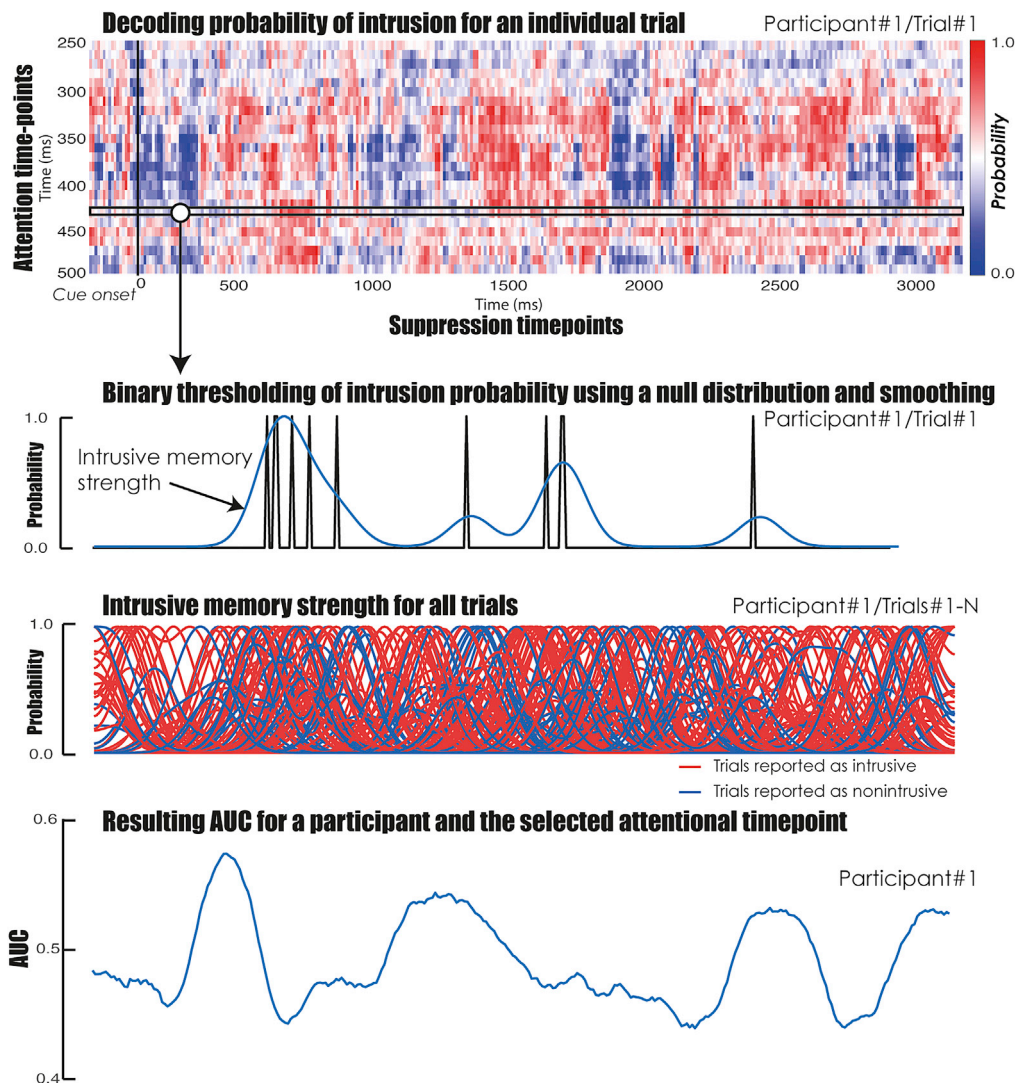 Decoding probability of intrusion for an individual trial
Participant#1/Trial#1
Attention time-points
Time (ms)
250
300
350
400
450
500
1.0
Probability
0.0
Cue onset
0
500
1000
1500
2000
2500
3000
Time (ms)
Suppression timepoints
Binary thresholding of intrusion probability using a null distribution and smoothing
Participant#1/Trial#1
Probability
1.0
0.0
Intrusive memory
strength
Intrusive memory strength for all trials
Participant#1/Trials#1-N
Probability
1.0
0.0
Trials reported as intrusive
Trials reported as nonintrusive
Resulting AUC for a participant and the selected attentional timepoint
Participant#1
AUC
0.6
0.5
0.4